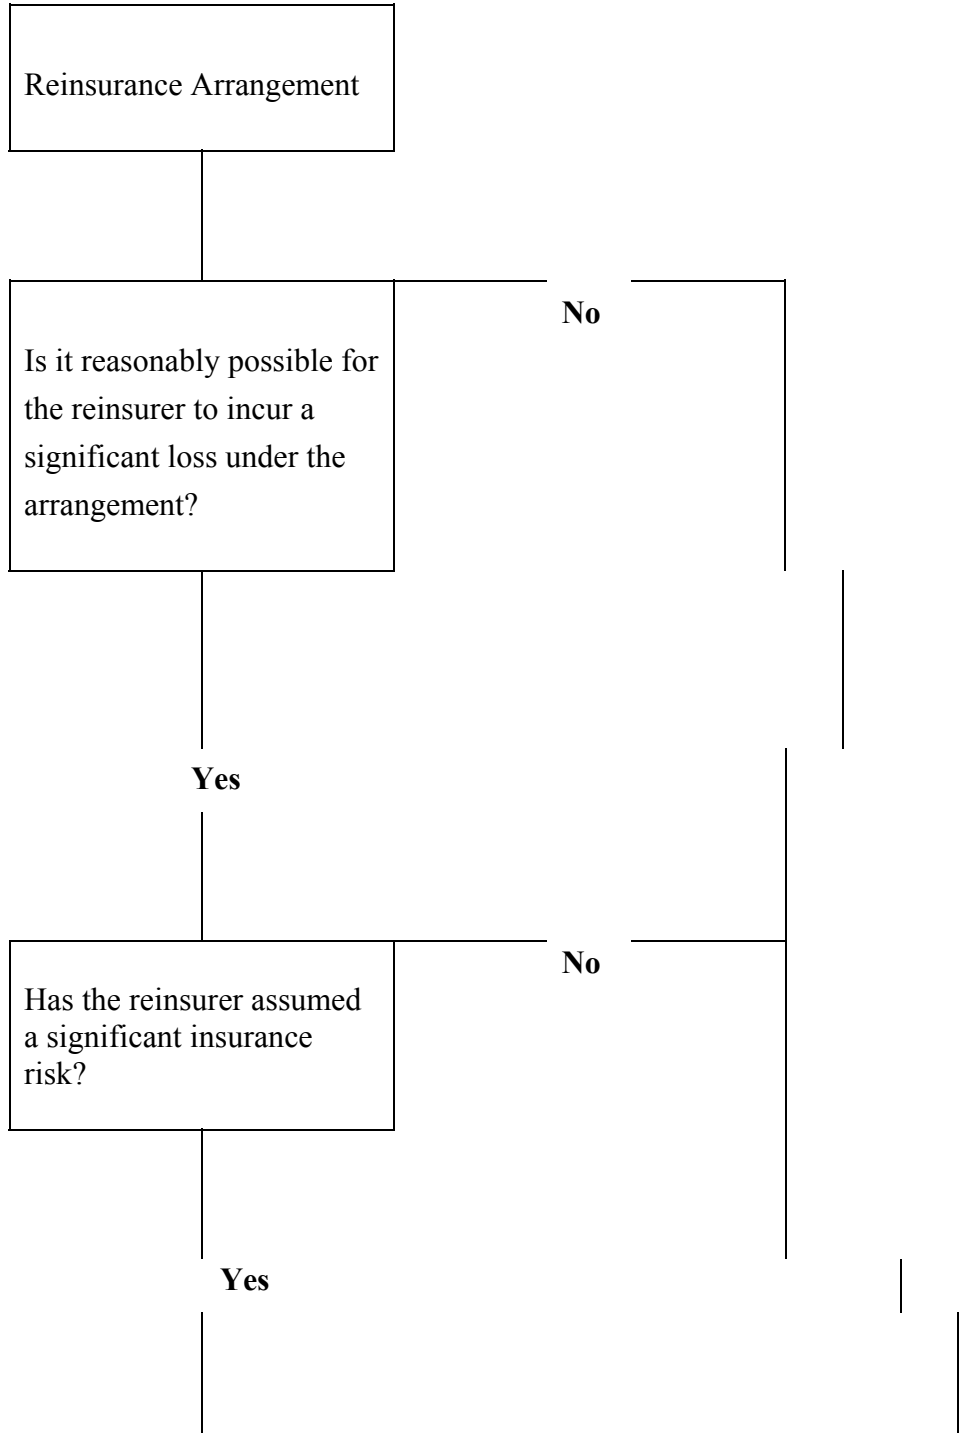 Reinsurance Arrangement
No
Is it reasonably possible for
the reinsurer to incur a
significant loss under the
arrangement?
Yes
No
Has the reinsurer assumed
a significant insurance
risk?
Yes